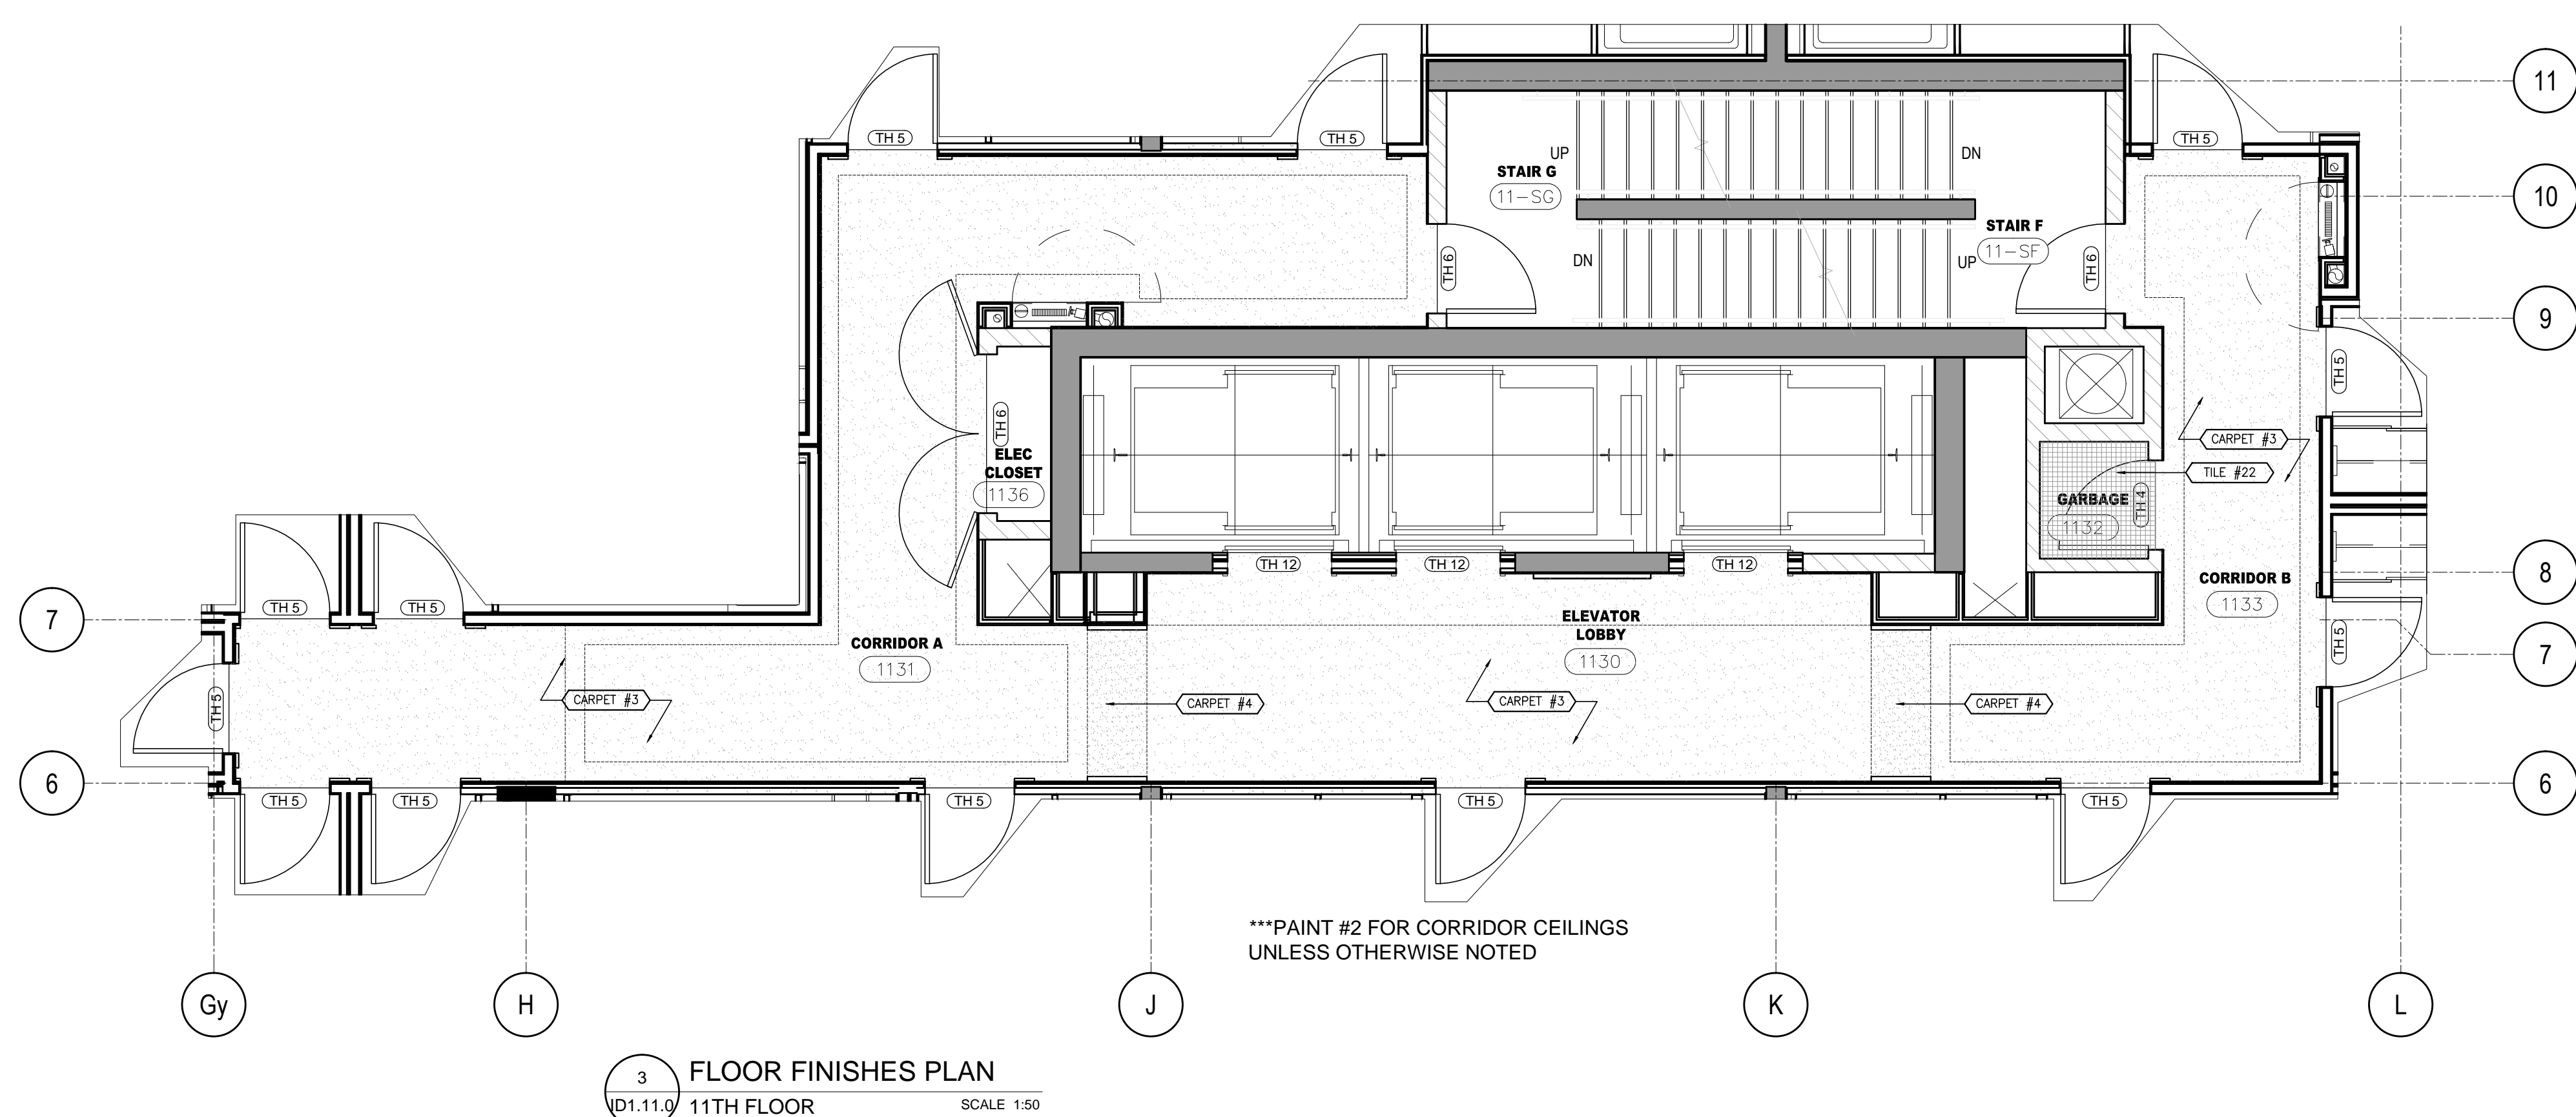 11
TH 5
TH 5
TH 5
UP
DN
STAIR G
11-SG
10
STAIR F
11-SF
DN
UP
TH 6
TH 6
9
TH 5
TH 6
CARPET #3
ELEC
CLOSET
1136
TILE #22
GARBAGE
TH 4
1132
TH 12
TH 12
TH 12
8
CORRIDOR B
1133
TH 5
TH 5
7
ELEVATOR
LOBBY
1130
CORRIDOR A
1131
TH 5
7
TH 5
CARPET #3
CARPET #4
CARPET #3
CARPET #4
6
6
TH 5
TH 5
TH 5
TH 5
TH 5
***PAINT #2 FOR CORRIDOR CEILINGS
UNLESS OTHERWISE NOTED
Gy
H
J
K
L
3
FLOOR FINISHES PLAN
ID1.11.0
11TH FLOOR
SCALE 1:50